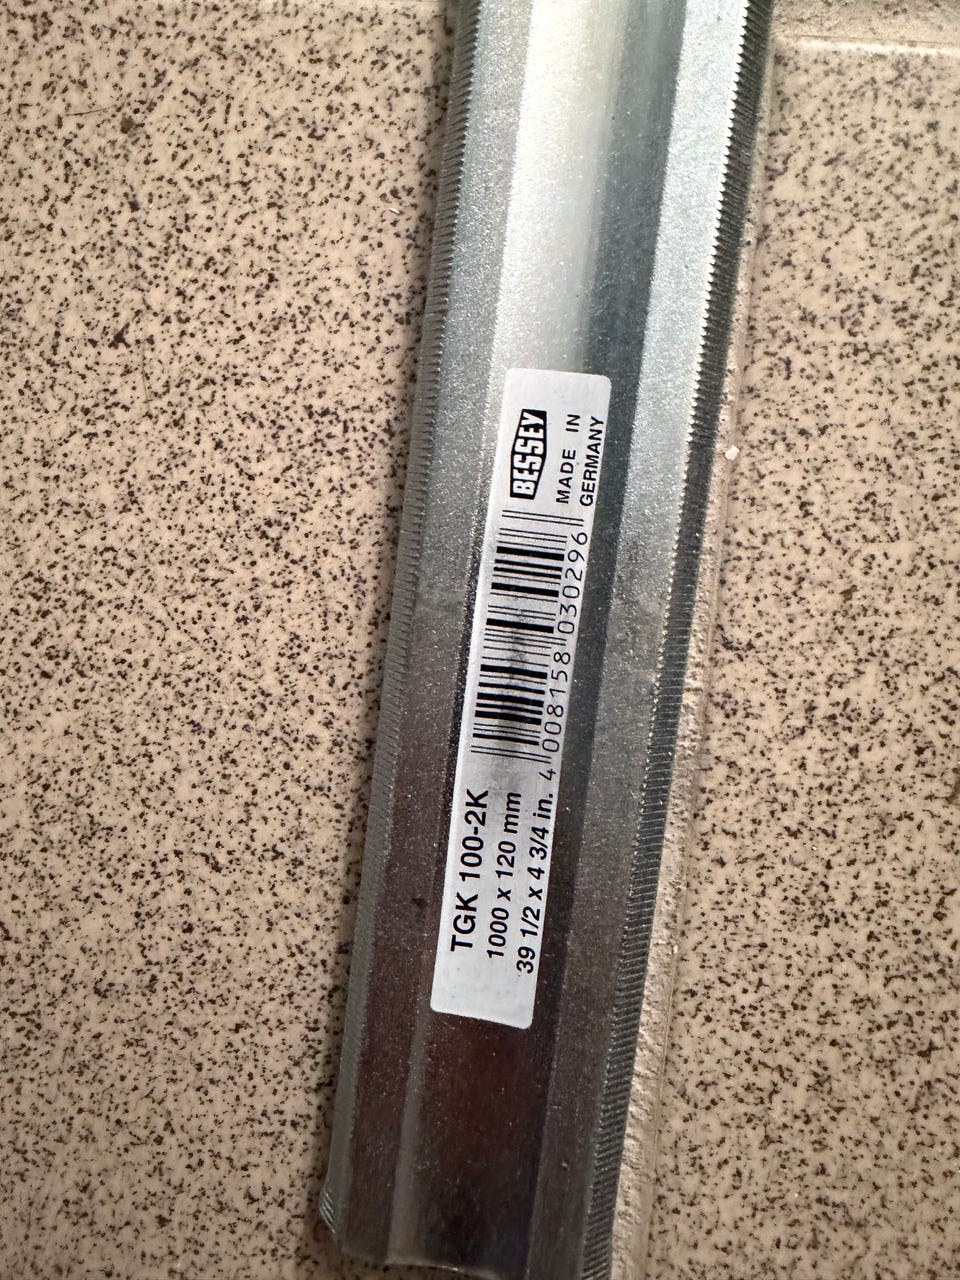 TGK 100-2K
1000 x 120 mm
39 1/2 x 4 3/4 in.
4 008158 030296
BESSEY
MADE IN
GERMANY